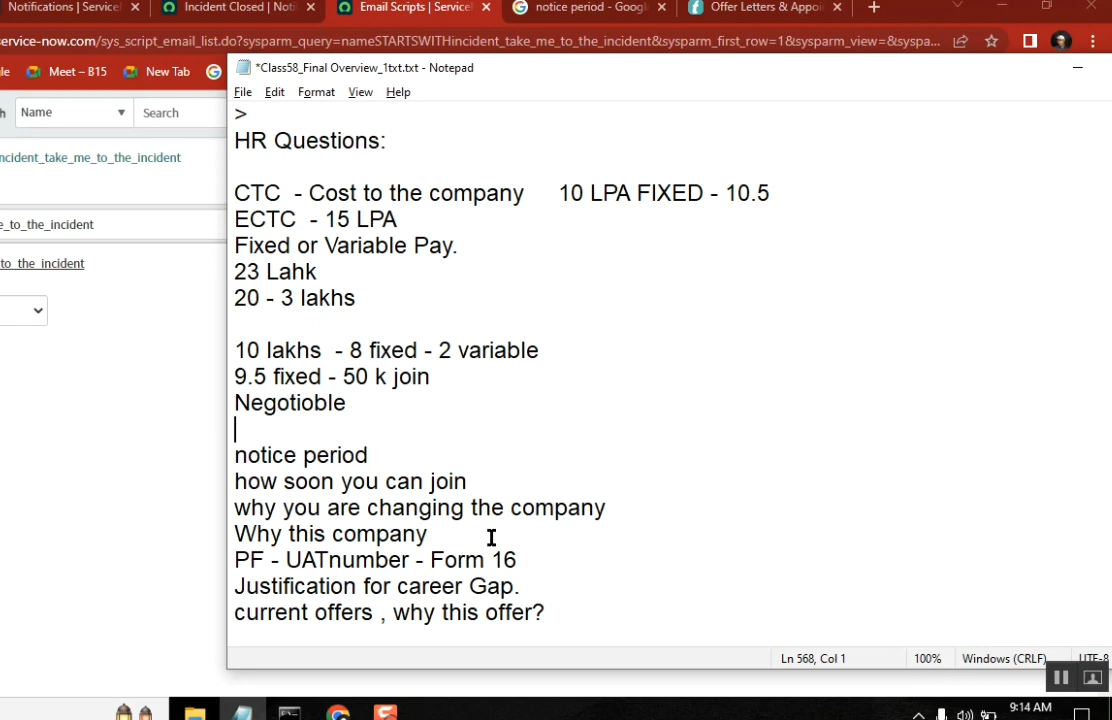 Notifications | Service
Incident Closed | Noti
Email Scripts | Service
notice period - Google
Offer Letters & Appoi
ervice-now.com/sys_script_email_list.do?sysparm_query=nameSTARTSWITHincident_take_me_to_the_incident&sysparm_first_row=1&sysparm_view=&syspa...
le
Meet – B15
New Tab
*Class58_Final Overview_1txt.txt - Notepad
File Edit Format View Help
h Name Search
ncident_take_me_to_the_incident
e_to_the_incident
to_the_incident
>
HR Questions:
CTC - Cost to the company 10 LPA FIXED - 10.5
ECTC - 15 LPA
Fixed or Variable Pay.
23 Lahk
20 - 3 lakhs
10 lakhs - 8 fixed - 2 variable
9.5 fixed - 50 k join
Negotioble
notice period
how soon you can join
why you are changing the company
Why this company
PF - UATnumber - Form 16
Justification for career Gap.
current offers , why this offer?
Ln 568, Col 1 100% Windows (CRLF) UTF-8
9:14 AM